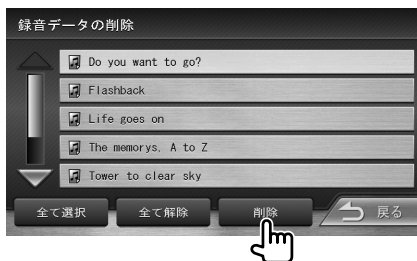 録音データの削除
Do you want to go?
Flashback
Life goes on
The memorys, A to Z
Tower to clear sky
全て選択 全て解除 削除 戻る